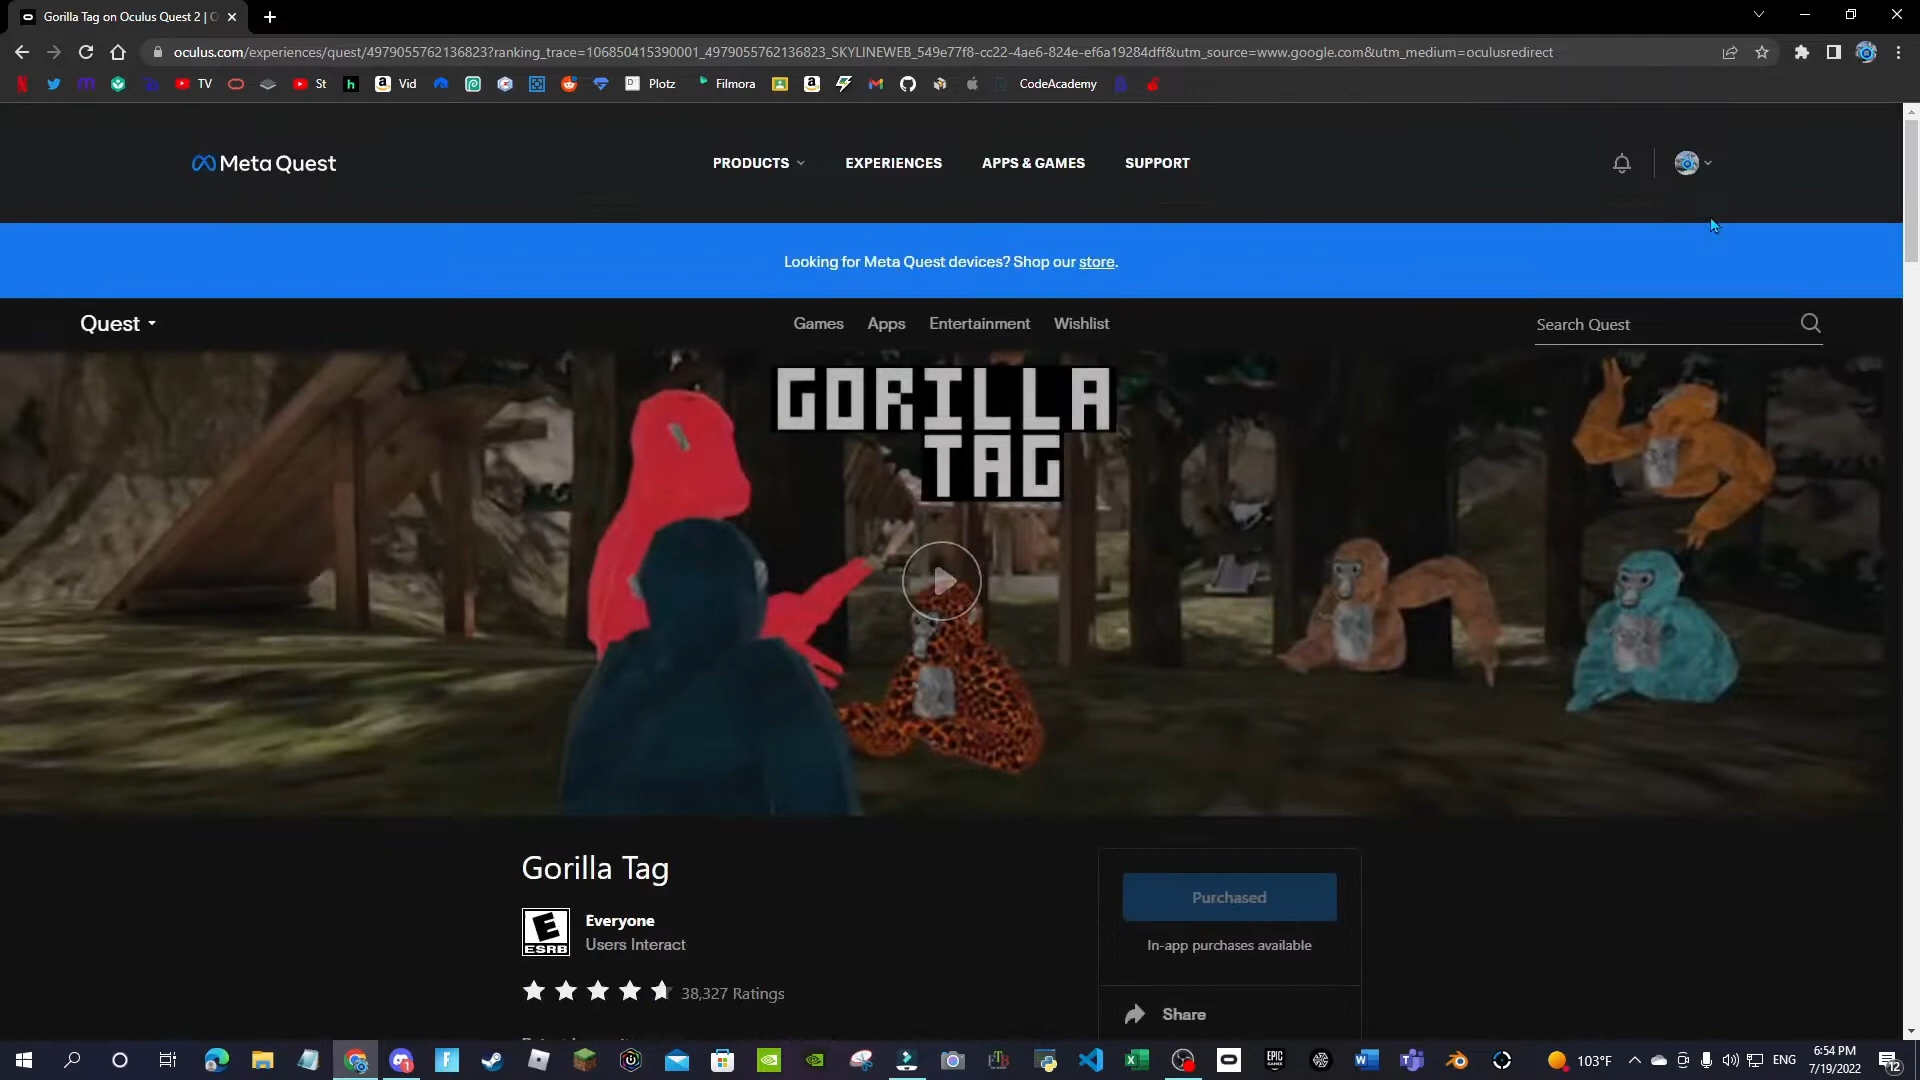 Gorilla Tag on Oculus Quest 2 | O
oculus.com/experiences/quest/4979055762136823?ranking_trace=106850415390001_4979055762136823_SKYLINEWEB_549e77f8-cc22-4ae6-824e-ef6a19284dff&utm_source=www.google.com&utm_medium=oculusredirect
TV St Vid Plotz Filmora CodeAcademy
Meta Quest PRODUCTS EXPERIENCES APPS & GAMES SUPPORT
Looking for Meta Quest devices? Shop our store.
Quest Games Apps Entertainment Wishlist Search Quest
GORILLA
TAG
Gorilla Tag
Purchased
E
ESRB
Everyone
Users Interact
In-app purchases available
38,327 Ratings
Share
103°F ENG 6:54 PM
7/19/2022 12